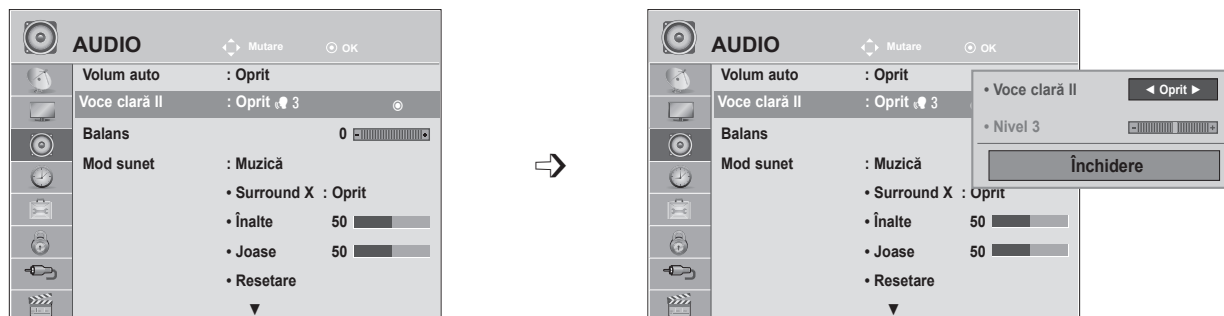 AUDIO Mutare OK
Volum auto : Oprit
Voce clară II : Oprit 3
Balans 0 - +
Mod sunet : Muzică
• Surround X : Oprit
• Înalte 50
• Joase 50
• Resetare
▼
AUDIO Mutare OK
Volum auto : Oprit
Voce clară II : Oprit 3
Balans
Mod sunet : Muzică
• Surround X : Oprit
• Înalte 50
• Joase 50
• Resetare
▼
• Voce clară II ◄ Oprit ►
• Nivel 3 - +
Închidere